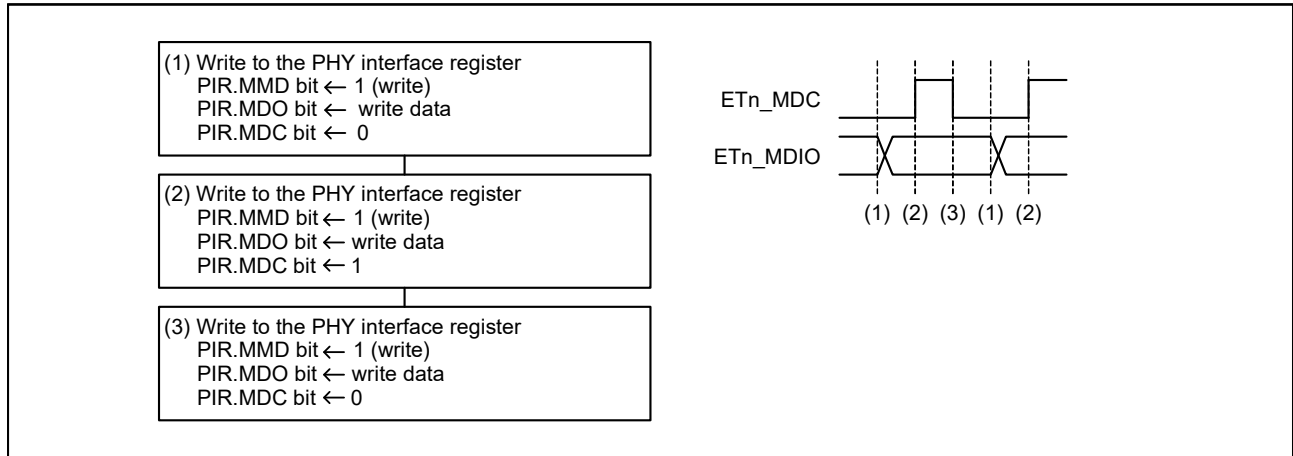 (1) Write to the PHY interface register
PIR.MMD bit ← 1 (write)
PIR.MDO bit ← write data
PIR.MDC bit ← 0
(2) Write to the PHY interface register
PIR.MMD bit ← 1 (write)
PIR.MDO bit ← write data
PIR.MDC bit ← 1
(3) Write to the PHY interface register
PIR.MMD bit ← 1 (write)
PIR.MDO bit ← write data
PIR.MDC bit ← 0
ETn_MDC
ETn_MDIO
(1) (2) (3) (1) (2)